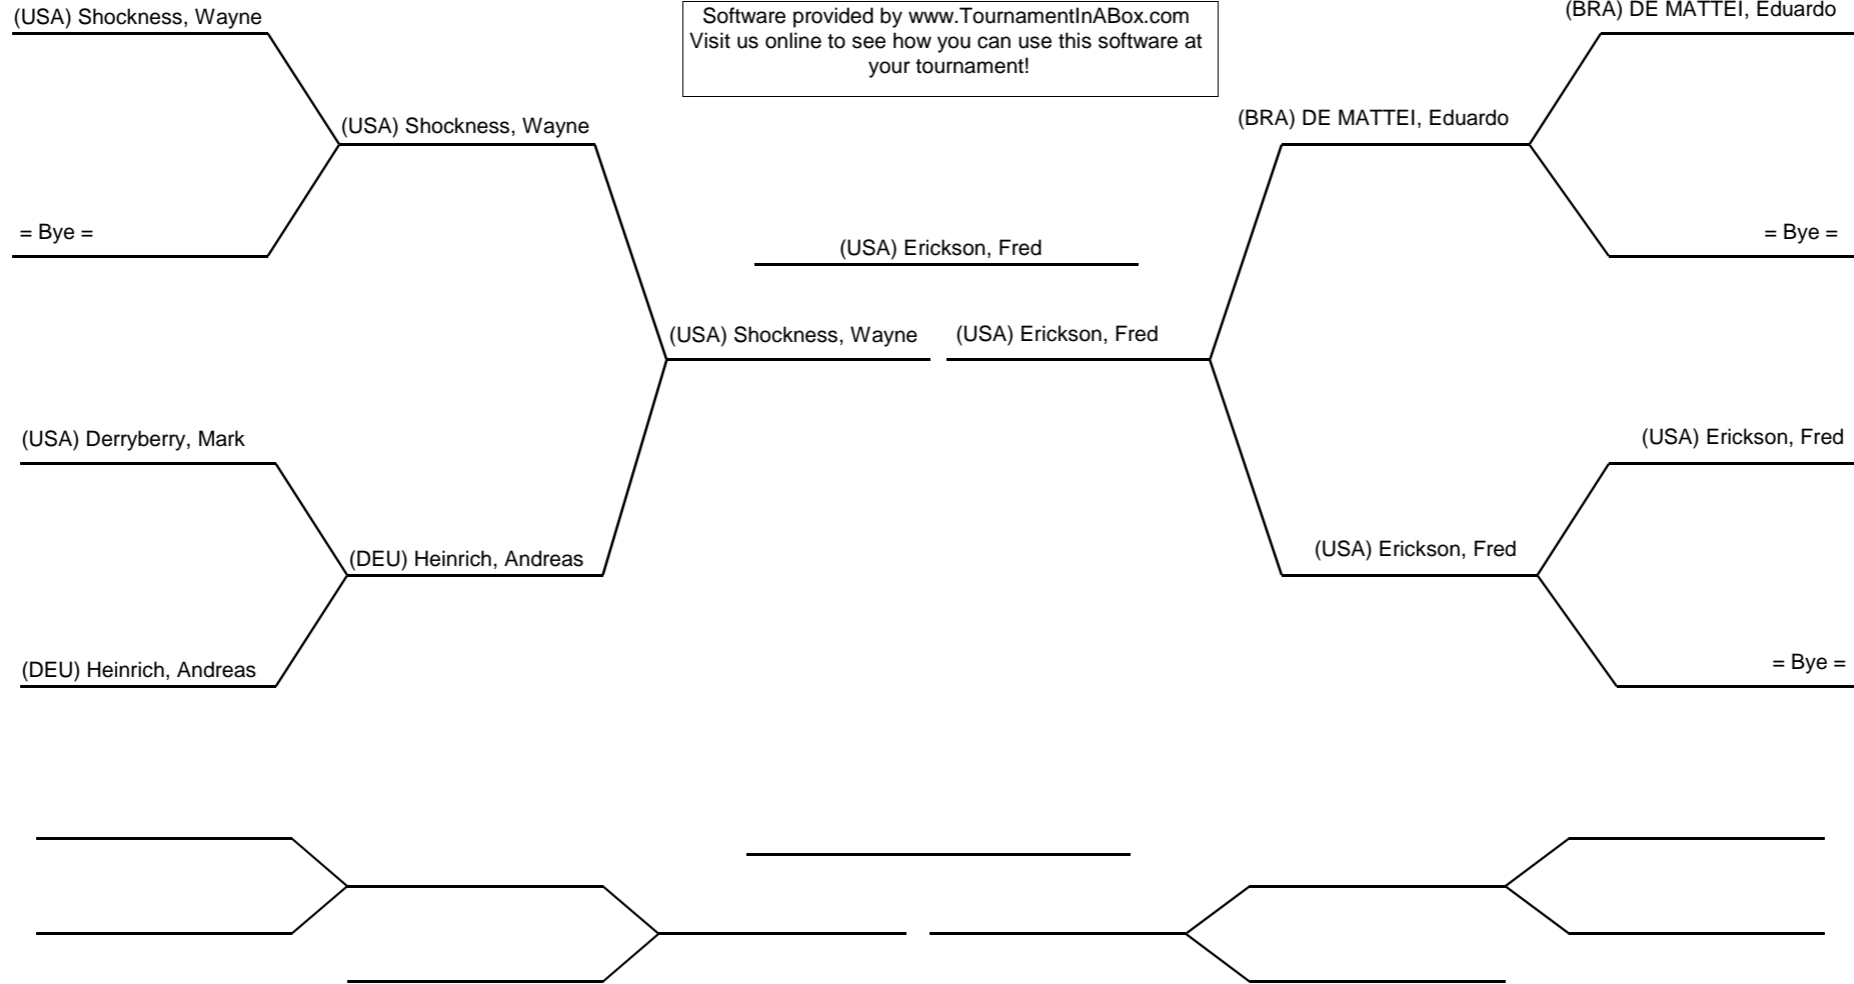 (USA) Shockness, Wayne
Software provided by www.TournamentInABox.com
Visit us online to see how you can use this software at
your tournament!
(BRA) DE MATTEI, Eduardo
(USA) Shockness, Wayne
(BRA) DE MATTEI, Eduardo
= Bye =
(USA) Erickson, Fred
= Bye =
(USA) Shockness, Wayne
(USA) Erickson, Fred
(USA) Derryberry, Mark
(USA) Erickson, Fred
(DEU) Heinrich, Andreas
(USA) Erickson, Fred
(DEU) Heinrich, Andreas
= Bye =